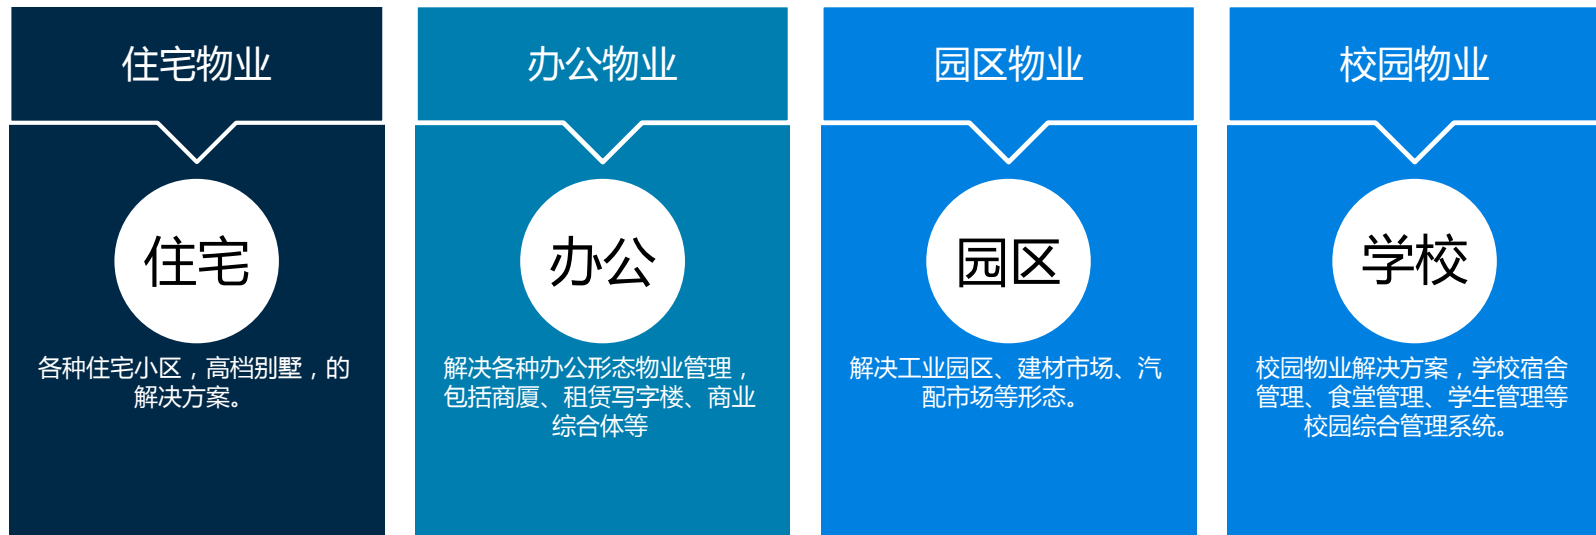 住宅物业
住宅
各种住宅小区，高档别墅，的
解决方案。
办公物业
办公
解决各种办公形态物业管理，
包括商厦、租赁写字楼、商业
综合体等
园区物业
园区
解决工业园区、建材市场、汽
配市场等形态。
校园物业
学校
校园物业解决方案，学校宿舍
管理、食堂管理、学生管理等
校园综合管理系统。